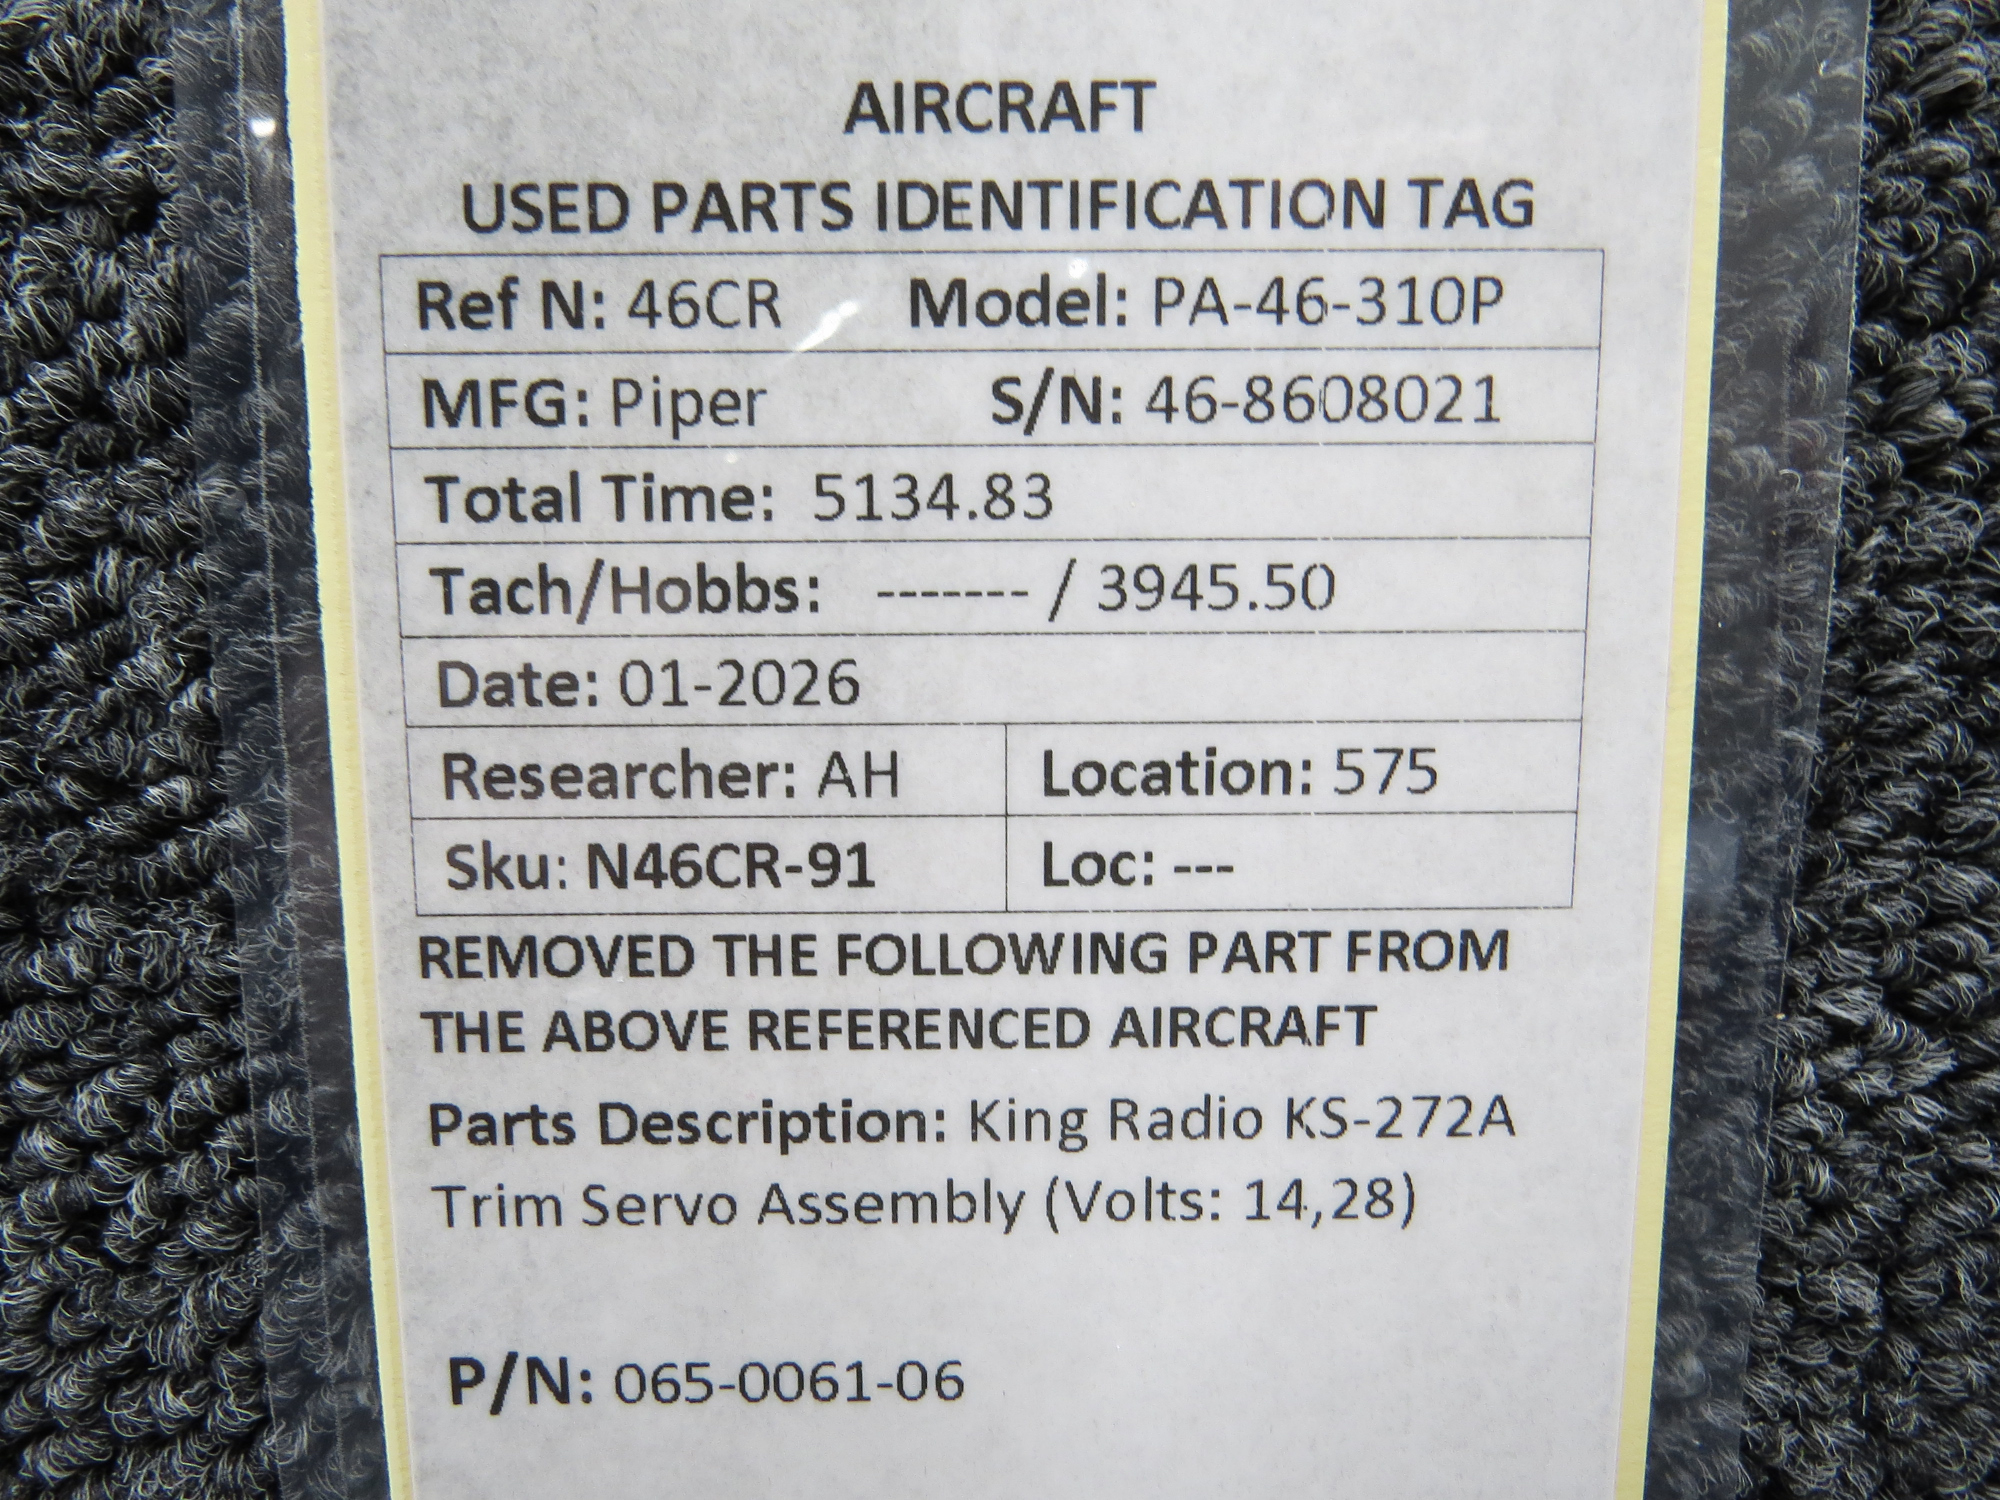 AIRCRAFT
USED PARTS IDENTIFICATION TAG
Ref N: 46CR Model: PA-46-310P
MFG: Piper S/N: 46-8608021
Total Time: 5134.83
Tach/Hobbs: ------- / 3945.50
Date: 01-2026
Researcher: AH Location: 575
Sku: N46CR-91 Loc: ---
REMOVED THE FOLLOWING PART FROM
THE ABOVE REFERENCED AIRCRAFT
Parts Description: King Radio KS-272A
Trim Servo Assembly (Volts: 14,28)
P/N: 065-0061-06